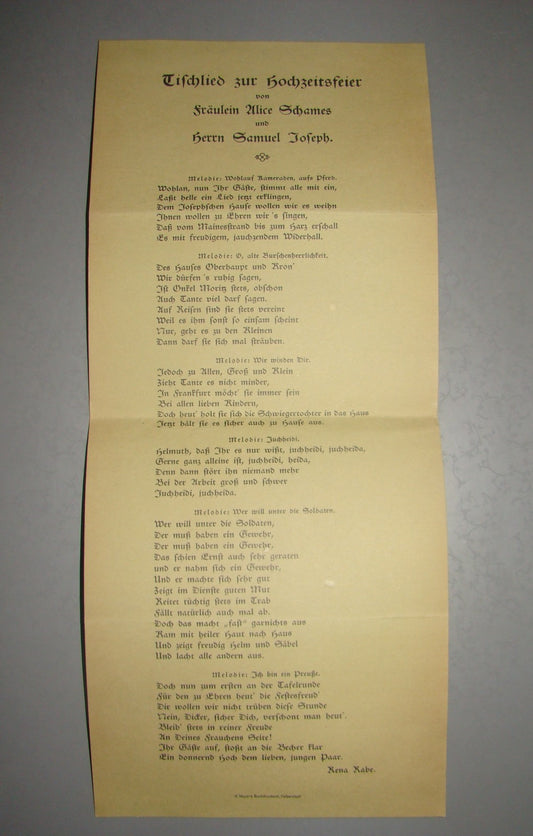 Tischlied zur Hochzeitsfeier
von
Fräulein Alice Schames
und
Herrn Samuel Joseph.
Melodie: Wohlauf Kameraden, aufs Pferd.
Wohlan, nun Ihr Gäste, stimmt alle mit ein,
Laßt helle ein Lied jetzt erklingen,
Dem Josephschen Hause wollen wir es weihn
Ihnen wollen zu Ehren wir's singen,
Daß vom Mainesstrand bis zum Harz erschall
Es mit freudigem, jauchzendem Widerhall.
Melodie: O, alte Burschenherrlichkeit.
Des Hauses Oberhaupt und Kron'
Wir dürfen's ruhig sagen,
Ist Onkel Moritz stets, obschon
Auch Tante viel darf sagen.
Auf Reisen sind sie stets vereint
Weil es ihm sonst so einsam scheint
Nur, geht es zu den Kleinen
Dann darf sie sich mal sträuben.
Melodie: Wir winden Dir.
Jedoch zu Allen, Groß und Klein
Zieht Tante es nicht minder,
In Frankfurt möcht' sie immer sein
Bei allen lieben Kindern,
Doch heut' holt sie sich die Schwiegertochter in das Haus
Jetzt hält sie es sicher auch zu Hause aus.
Melodie: Juchheidi.
Helmuth, daß Ihr es nur wißt, juchheidi, juchheida,
Gerne ganz alleine ist, juchheidi, heida,
Denn dann stört ihn niemand mehr
Bei der Arbeit groß und schwer
Juchheidi, juchheida.
Melodie: Wer will unter die Soldaten.
Wer will unter die Soldaten,
Der muß haben ein Gewehr,
Der muß haben ein Gewehr,
Das schien Ernst auch sehr geraten
und er nahm sich ein Gewehr,
Und er machte sich sehr gut
Zeigt im Dienste guten Mut
Reitet tüchtig stets im Trab
Fällt natürlich auch mal ab.
Doch das macht „fast“ garnichts aus
Kam mit heiler Haut nach Haus
Und zeigt freudig Helm und Säbel
Und lacht alle andern aus.
Melodie: Ich bin ein Preuße.
Doch nun zum ersten an der Tafelrunde
Für den zu Ehren heut' die Festesfreud'
Dir wollen wir nicht trüben diese Stunde
Nein, Dicker, sicher Dich, verschont man heut'.
Bleib' stets in reiner Freude
An Deines Frauchens Seite!
Ihr Gäste auf, stoßt an die Becher klar
Ein donnernd Hoch dem lieben, jungen Paar.
Rena Rabe.